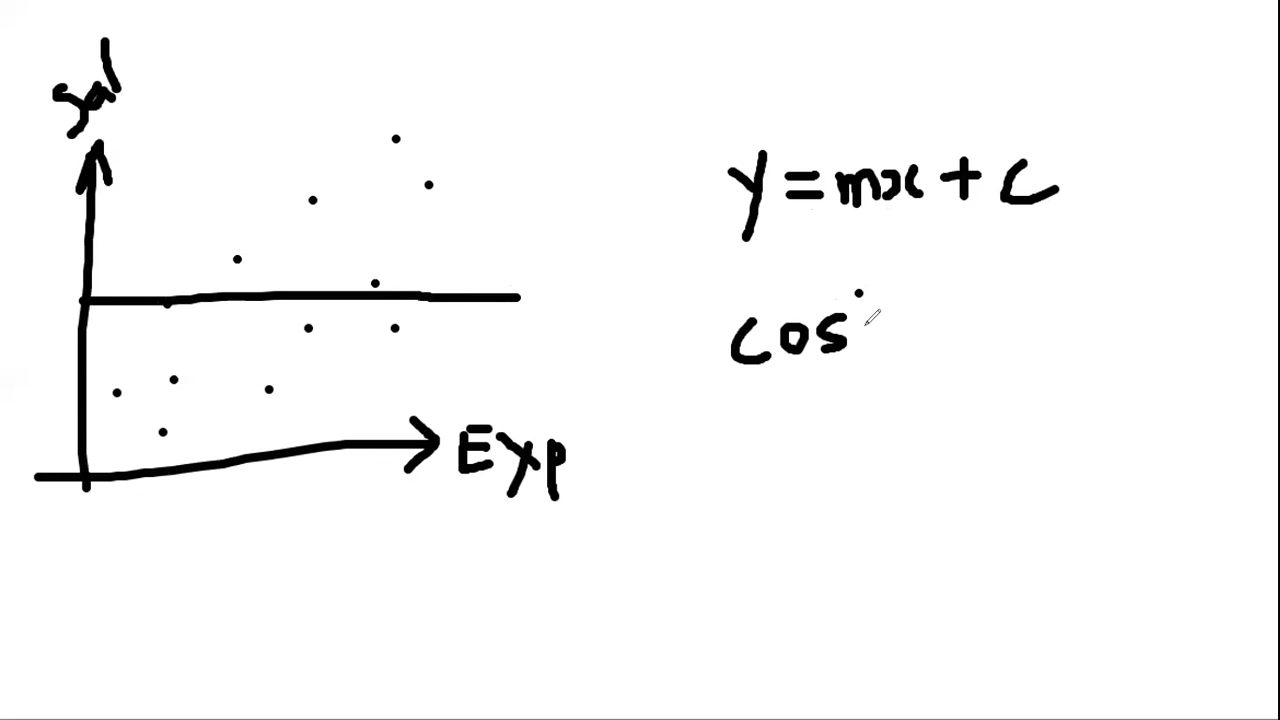 sal
y = mx + c
cos
Exp